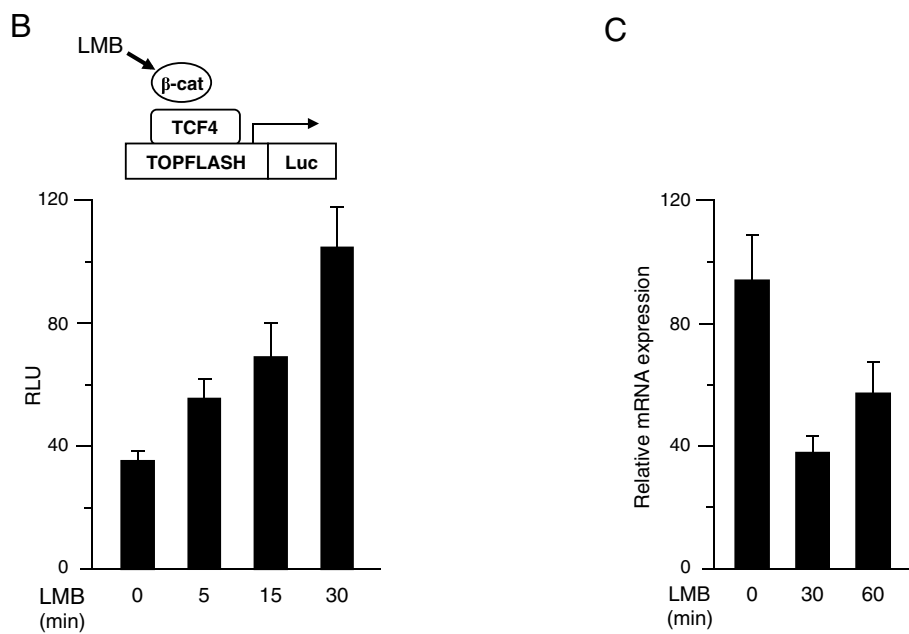 B
LMB
β-cat
TCF4
TOPFLASH Luc
120
80
40
0
RLU
LMB (min) 0 5 15 30
C
120
80
40
0
Relative mRNA expression
LMB (min) 0 30 60